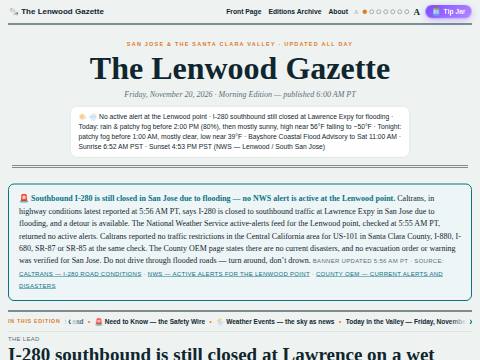 The Lenwood Gazette
Front Page Editions Archive About A A Tip Jar
SAN JOSE & THE SANTA CLARA VALLEY · UPDATED ALL DAY
The Lenwood Gazette
Friday, November 20, 2026 · Morning Edition — published 6:00 AM PT
No active alert at the Lenwood point · I-280 southbound still closed at Lawrence Expy for flooding ·
Today: rain & patchy fog before 2:00 PM (80%), then mostly sunny, high near 56°F falling to ~50°F · Tonight:
patchy fog before 1:00 AM, mostly clear, low near 39°F · Bayshore Coastal Flood Advisory to Sat 11:00 AM ·
Sunrise 6:52 AM PST · Sunset 4:53 PM PST (NWS — Lenwood / South San Jose)
Southbound I-280 is still closed in San Jose due to flooding — no NWS alert is active at the Lenwood point. Caltrans, in
highway conditions latest read at 5:56 AM PT, says I-280 is closed to southbound traffic at Lawrence Expy in San Jose due to
flooding, and a detour is available. The National Weather Service active-alerts feed for the Lenwood point, checked at 5:55 AM PT,
returned no active alerts. Caltrans reported no traffic restrictions in the Central California area for US-101 in Santa Clara County, I-880, I-
680, SR-87 or SR-85 at the same check. The County OEM page states there are no current disasters, and no evacuation order or warning
was verified for San Jose. Do not drive through flooded roads — turn around, don't drown. BANNER UPDATED 5:56 AM PT · SOURCE:
CALTRANS — I-280 ROAD CONDITIONS · NWS — ACTIVE ALERTS FOR THE LENWOOD POINT · COUNTY OEM — CURRENT ALERTS AND
DISASTERS
IN THIS EDITION Need to Know — the Safety Wire • Weather Events — the sky as news • Today in the Valley — Friday,
THE LEAD
I-280 southbound is still closed at Lawrence on a wet